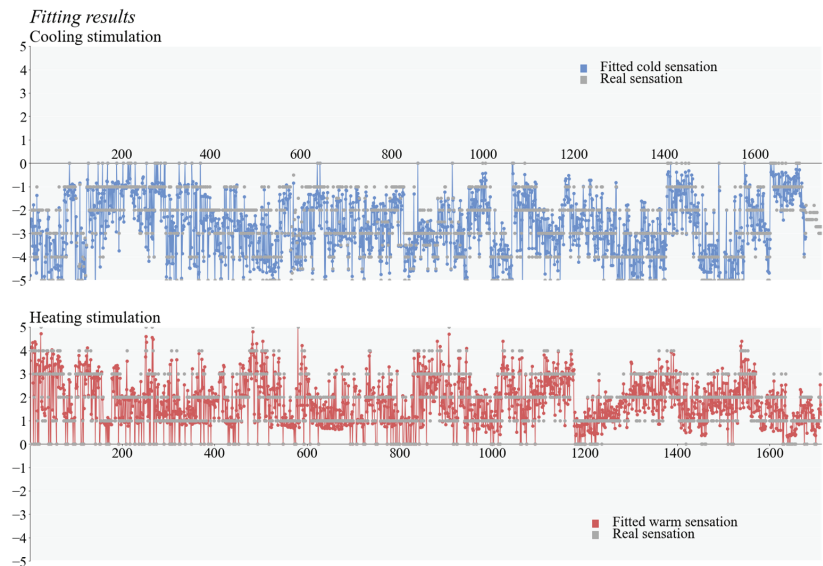 Fitting results
Cooling stimulation
5
4
3
2
1
0
−1
−2
−3
−4
−5
200 400 600 800 1000 1200 1400 1600
Fitted cold sensation
Real sensation
Heating stimulation
5
4
3
2
1
0
−1
−2
−3
−4
−5
200 400 600 800 1000 1200 1400 1600
Fitted warm sensation
Real sensation